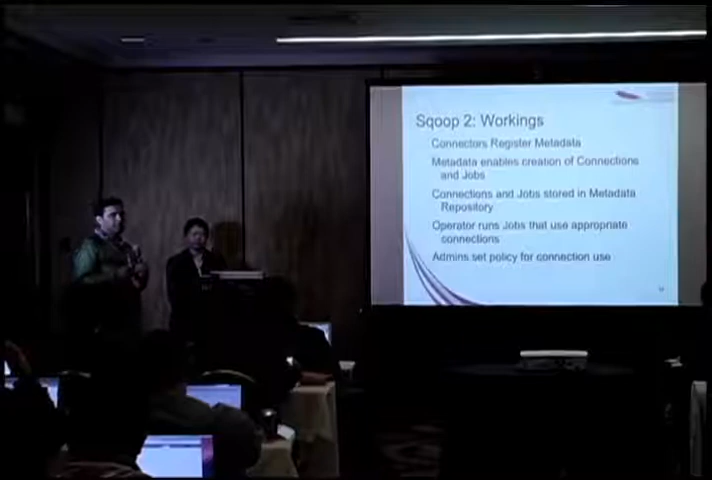 Sqoop 2: Workings
Connectors Register Metadata
Metadata enables creation of Connections
and Jobs
Connections and Jobs stored in Metadata
Repository
Operator runs Jobs that use appropriate
connections
Admins set policy for connection use